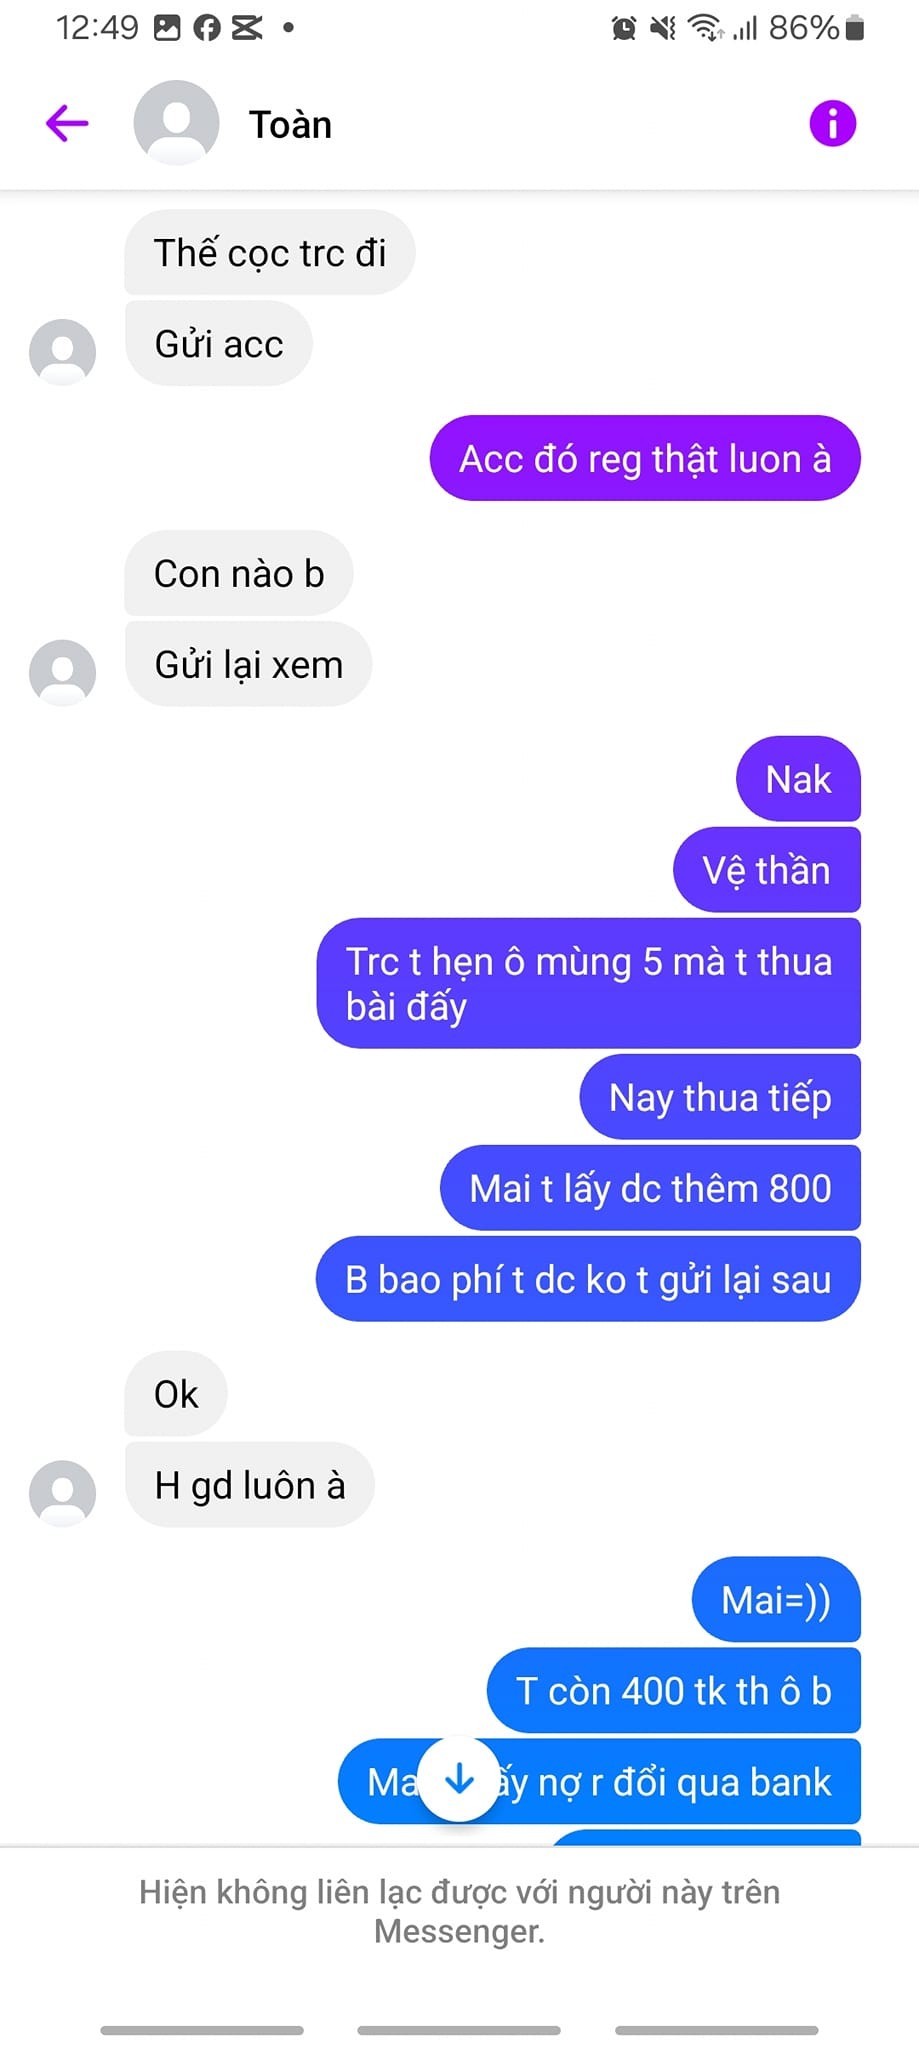 12:49
86%
Toàn
Thế cọc trc đi
Gửi acc
Acc đó reg thật luon à
Con nào b
Gửi lại xem
Nak
Vệ thần
Trc t hẹn ô mùng 5 mà t thua
bài đấy
Nay thua tiếp
Mai t lấy dc thêm 800
B bao phí t dc ko t gửi lại sau
Ok
H gd luôn à
Mai=))
T còn 400 tk th ô b
nợ r đổi qua bank
Hiện không liên lạc được với người này trên
Messenger.